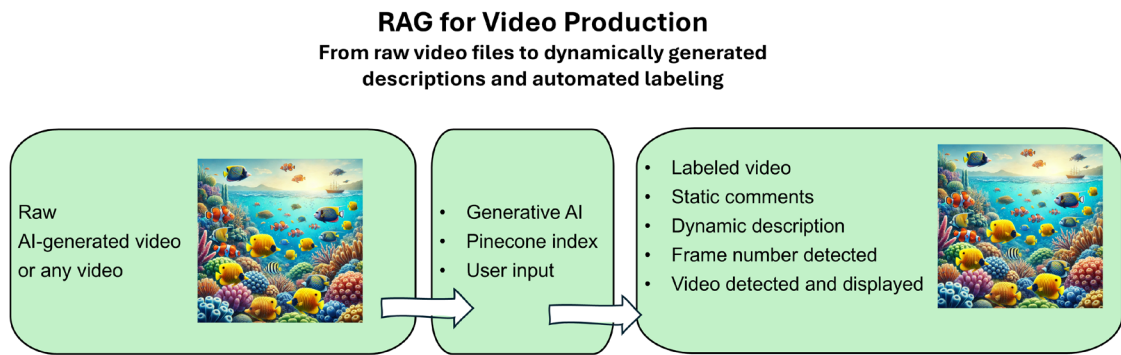 RAG for Video Production
From raw video files to dynamically generated
descriptions and automated labeling
Raw
AI-generated video
or any video
• Generative AI
• Pinecone index
• User input
• Labeled video
• Static comments
• Dynamic description
• Frame number detected
• Video detected and displayed